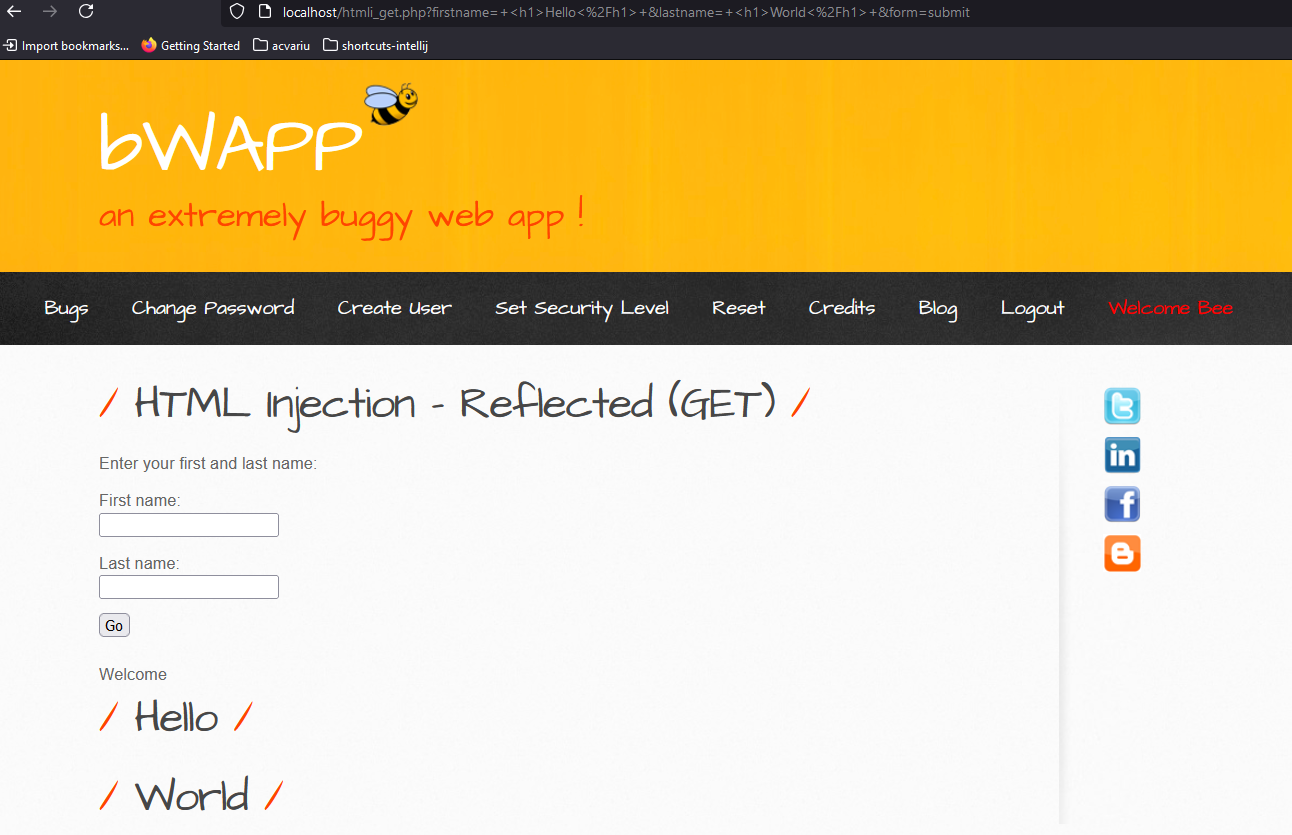 localhost/htmli_get.php?firstname=+<h1>Hello<%2Fh1>+&lastname=+<h1>World<%2Fh1>+&form=submit
Import bookmarks... Getting Started acvariu shortcuts-intellij
bWAPP
an extremely buggy web app !
Bugs Change Password Create User Set Security Level Reset Credits Blog Logout Welcome Bee
/ HTML Injection - Reflected (GET) /
Enter your first and last name:
First name:
Last name:
Go
Welcome
/ Hello /
/ World /